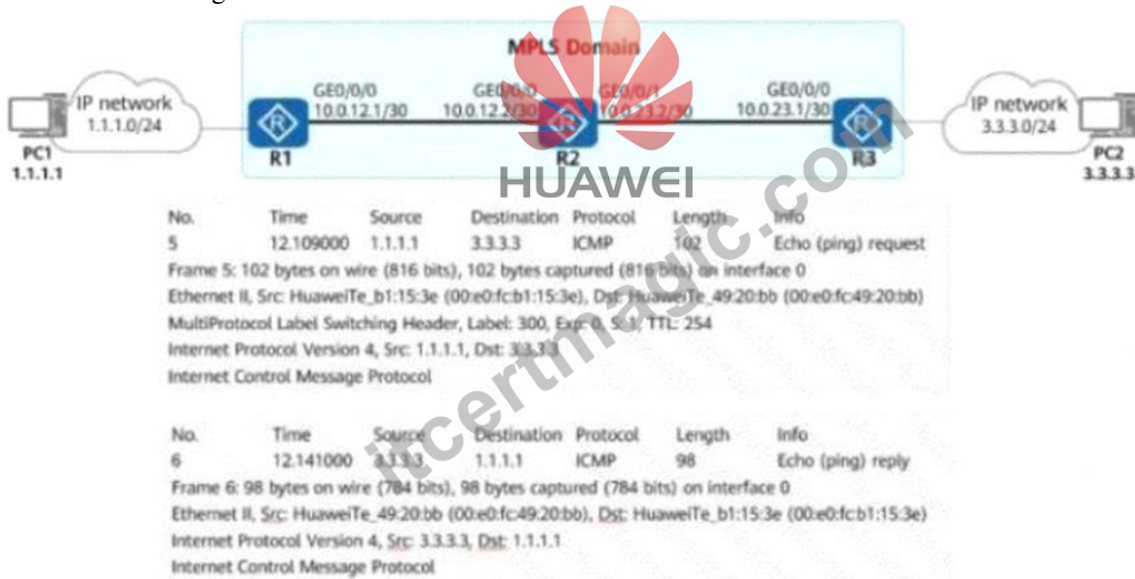 MPLS Domain
GE0/0/0
10.0.12.1/30
GE0/0/0
10.0.12.2/30
GE0/0/1
10.0.23.2/30
GE0/0/0
10.0.23.1/30
IP network
1.1.1.0/24
IP network
3.3.3.0/24
PC1
1.1.1.1
R
R1
R
R2
R
R3
PC2
3.3.3.3
HUAWEI
itcertmagic.com
No. Time Source Destination Protocol Length Info
5 12.109000 1.1.1.1 3.3.3.3 ICMP 102 Echo (ping) request
Frame 5: 102 bytes on wire (816 bits), 102 bytes captured (816 bits) on interface 0
Ethernet II, Src: HuaweiTe_b1:15:3e (00:e0:fc:b1:15:3e), Dst: HuaweiTe_49:20:bb (00:e0:fc:49:20:bb)
MultiProtocol Label Switching Header, Label: 300, Exp: 0, S: 1, TTL: 254
Internet Protocol Version 4, Src: 1.1.1.1, Dst: 3.3.3.3
Internet Control Message Protocol
No. Time Source Destination Protocol Length Info
6 12.141000 3.3.3.3 1.1.1.1 ICMP 98 Echo (ping) reply
Frame 6: 98 bytes on wire (784 bits), 98 bytes captured (784 bits) on interface 0
Ethernet II, Src: HuaweiTe_49:20:bb (00:e0:fc:49:20:bb), Dst: HuaweiTe_b1:15:3e (00:e0:fc:b1:15:3e)
Internet Protocol Version 4, Src: 3.3.3.3, Dst: 1.1.1.1
Internet Control Message Protocol